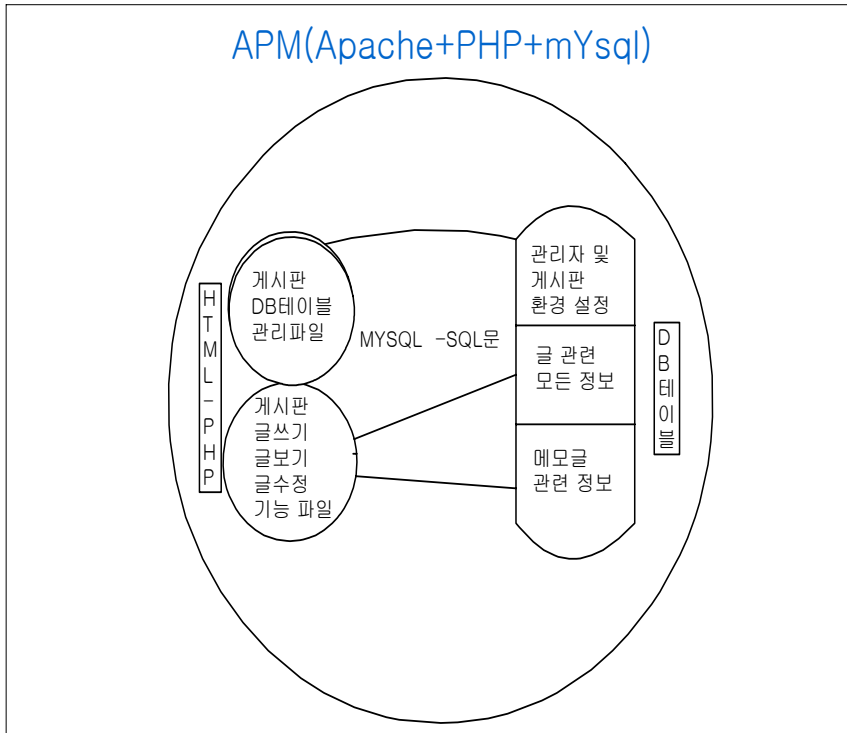 APM(Apache+PHP+mYsql)
게시판
DB테이블
관리파일
HTML-PHP
게시판
글쓰기
글보기
글수정
기능 파일
MYSQL -SQL문
관리자 및
게시판
환경 설정
글 관련
모든 정보
메모글
관련 정보
DB테이블